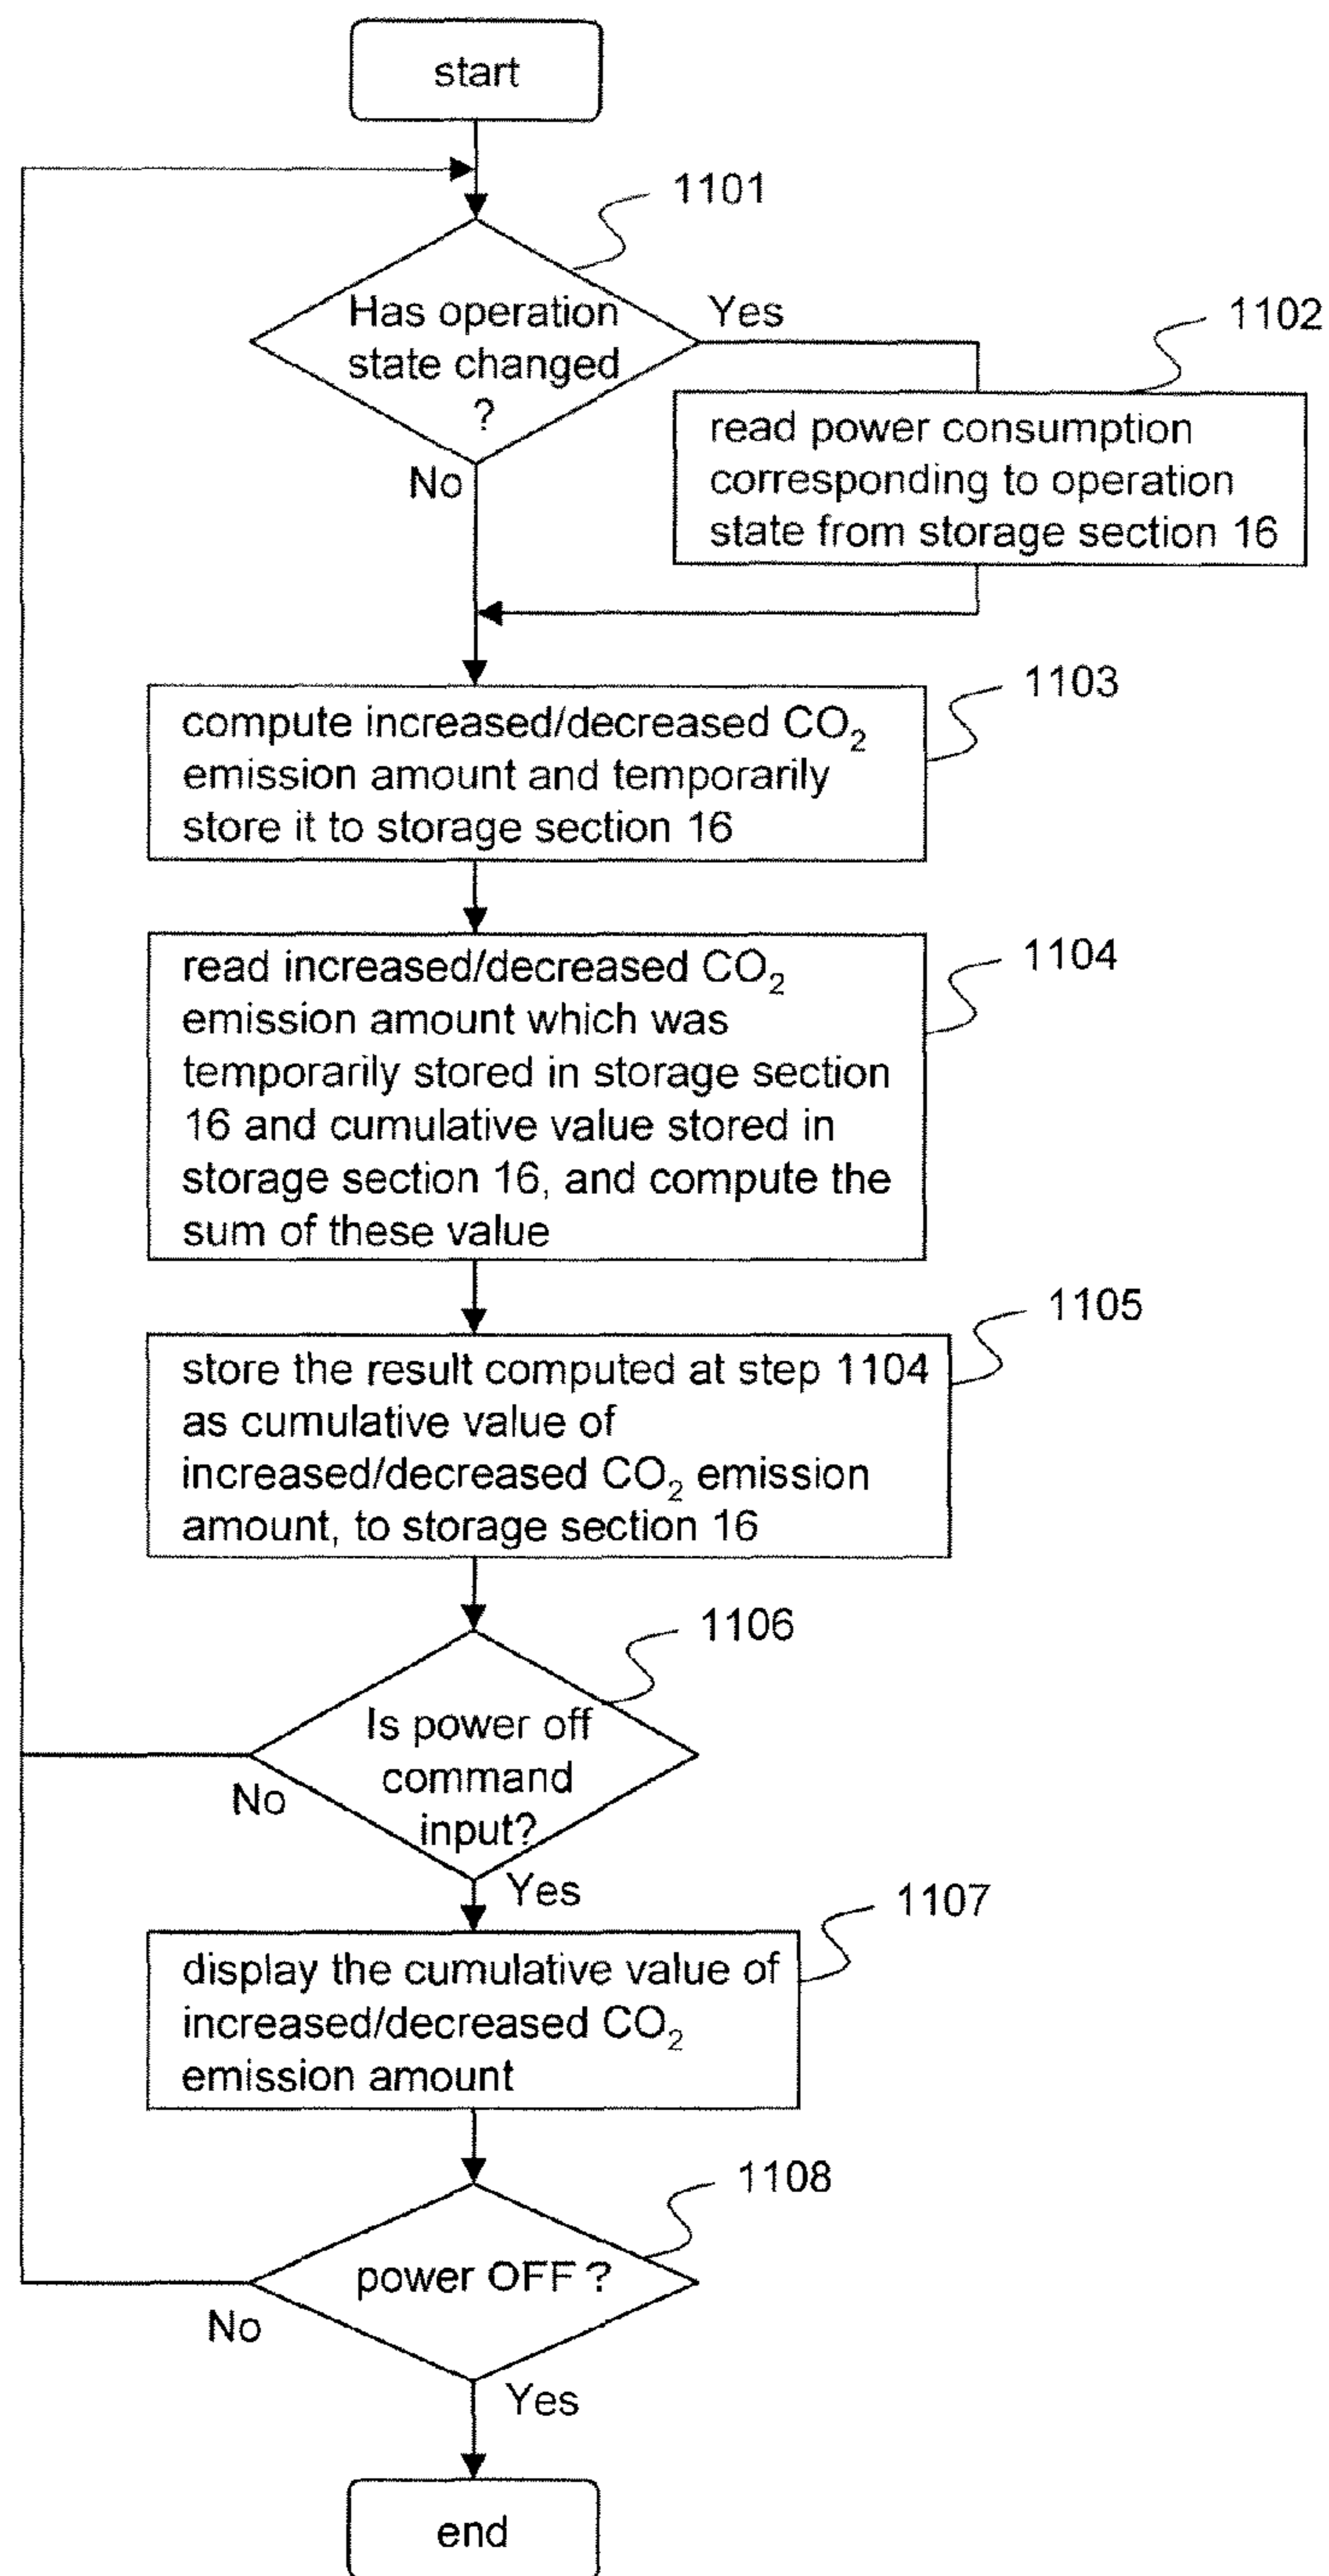 start
1101
Has operation
state changed
?
Yes
No
1102
read power consumption
corresponding to operation
state from storage section 16
1103
compute increased/decreased CO₂
emission amount and temporarily
store it to storage section 16
1104
read increased/decreased CO₂
emission amount which was
temporarily stored in storage section
16 and cumulative value stored in
storage section 16, and compute the
sum of these value
1105
store the result computed at step 1104
as cumulative value of
increased/decreased CO₂ emission
amount, to storage section 16
1106
Is power off
command
input?
No
Yes
1107
display the cumulative value of
increased/decreased CO₂
emission amount
1108
power OFF ?
No
Yes
end